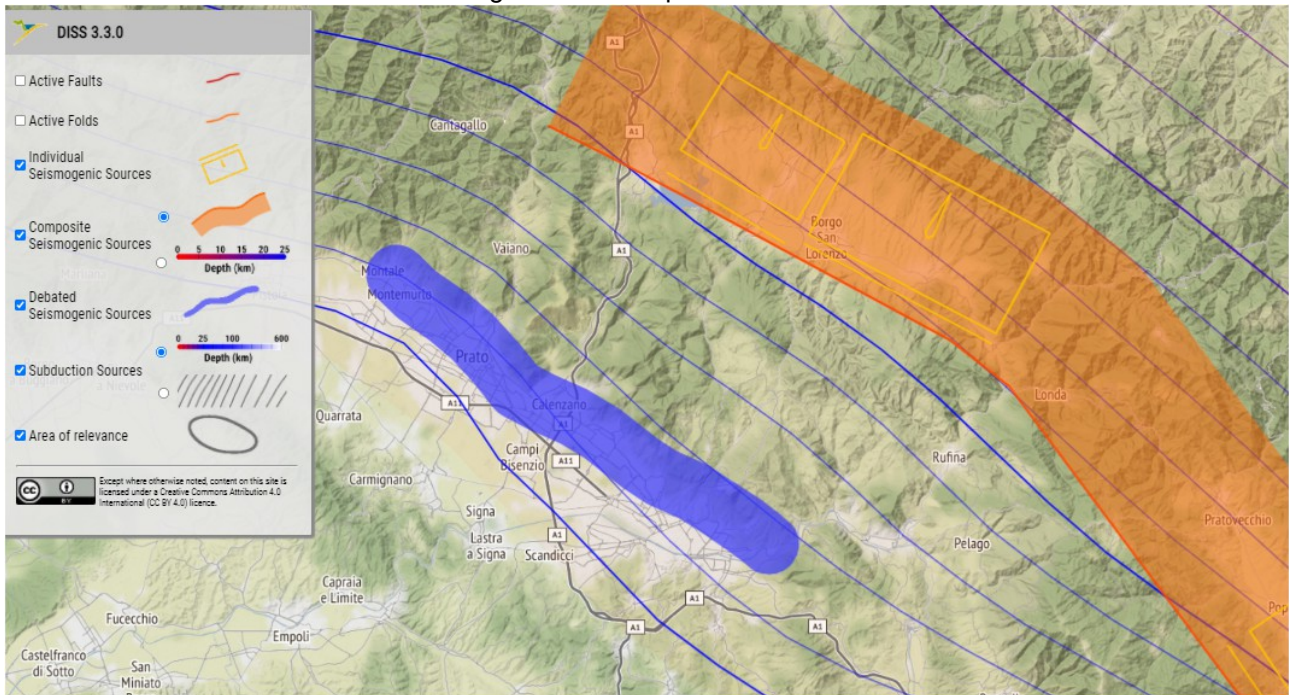 DISS 3.3.0
Active Faults
Active Folds
Individual
Seismogenic Sources
Composite
Seismogenic Sources
0 5 10 15 20 25
Depth (km)
Debated
Seismogenic Sources
0 25 100 600
Depth (km)
Subduction Sources
Area of relevance
CC BY
Except where otherwise noted, content on this site is
licensed under a Creative Commons Attribution 4.0
International (CC BY 4.0) licence.
A1
Cantagallo
A1
Borgo
San
Lorenzo
Vaiano
A1
Montale
Montemurlo
Prato
Calenzano
A1
A11
Quarrata
Campi
Bisenzio
A11
Londa
Rufina
Carmignano
Signa
Lastra
a Signa
A1
Scandicci
Pratovecchio
Pelago
Capraia
e Limite
A1
A1
A1
Fucecchio
Empoli
Castelfranco
di Sotto
San
Miniato